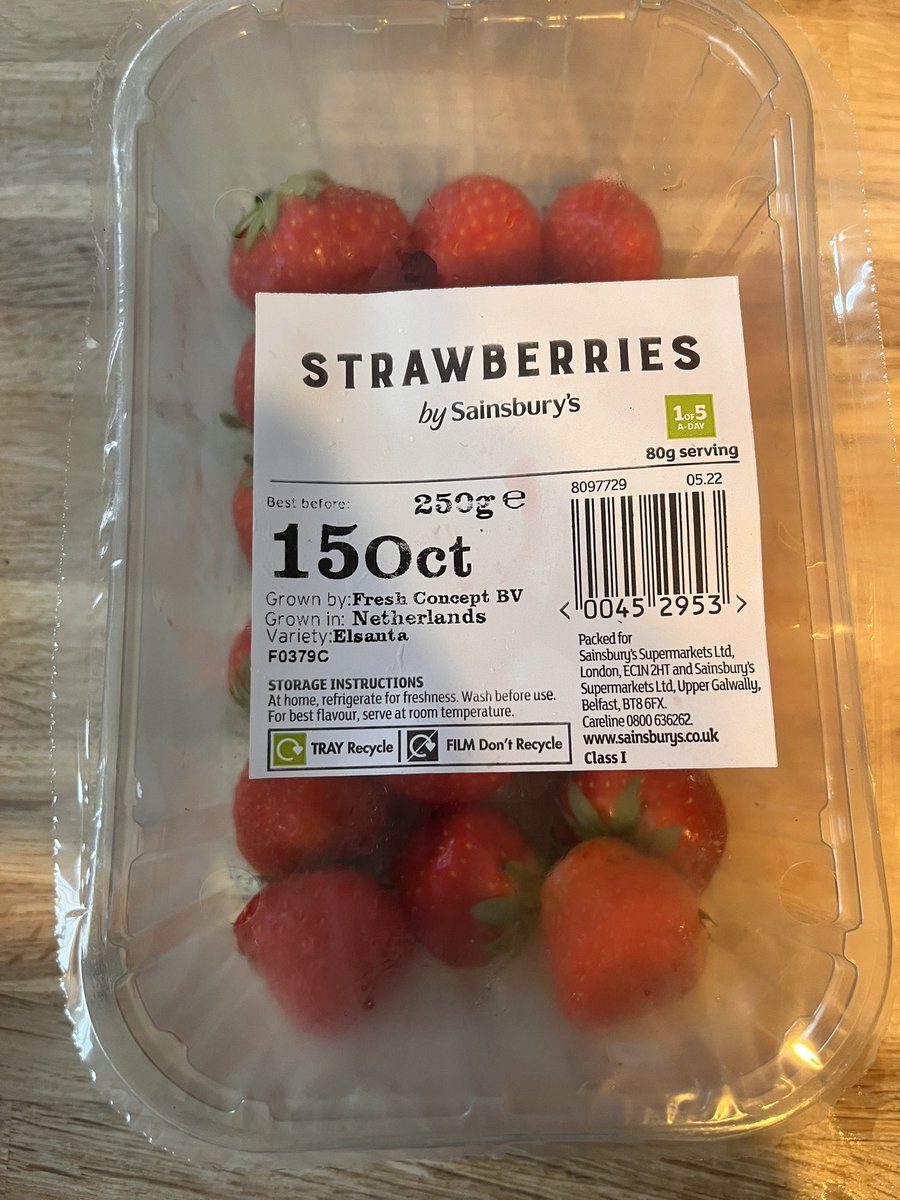 STRAWBERRIES
by Sainsbury's
1 OF 5
A-DAY
80g serving
Best before:
250g e
15 Oct
Grown by: Fresh Concept BV
Grown in: Netherlands
Variety: Elsanta
F0379C
STORAGE INSTRUCTIONS
At home, refrigerate for freshness. Wash before use.
For best flavour, serve at room temperature.
TRAY Recycle
FILM Don't Recycle
8097729 05.22
< 0045 2953 >
Packed for
Sainsbury's Supermarkets Ltd,
London, EC1N 2HT and Sainsbury's
Supermarkets Ltd, Upper Galwally,
Belfast, BT8 6FX.
Careline 0800 636262.
www.sainsburys.co.uk
Class I